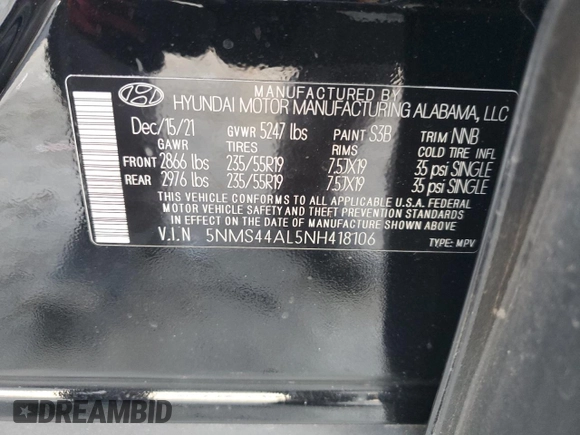 MANUFACTURED BY
HYUNDAI MOTOR MANUFACTURING ALABAMA, LLC
Dec/15/21 GVWR 5247 lbs PAINT S3B TRIM NNB
GAWR TIRES RIMS COLD TIRE INFL
FRONT 2866 lbs 235/55R19 7.5JX19 35 psi SINGLE
REAR 2976 lbs 235/55R19 7.5JX19 35 psi SINGLE
THIS VEHICLE CONFORMS TO ALL APPLICABLE U.S.A. FEDERAL
MOTOR VEHICLE SAFETY AND THEFT PREVENTION STANDARDS
IN EFFECT ON THE DATE OF MANUFACTURE
SHOWN ABOVE.
V.I.N 5NMS44AL5NH418106 TYPE: MPV
DREAMBID